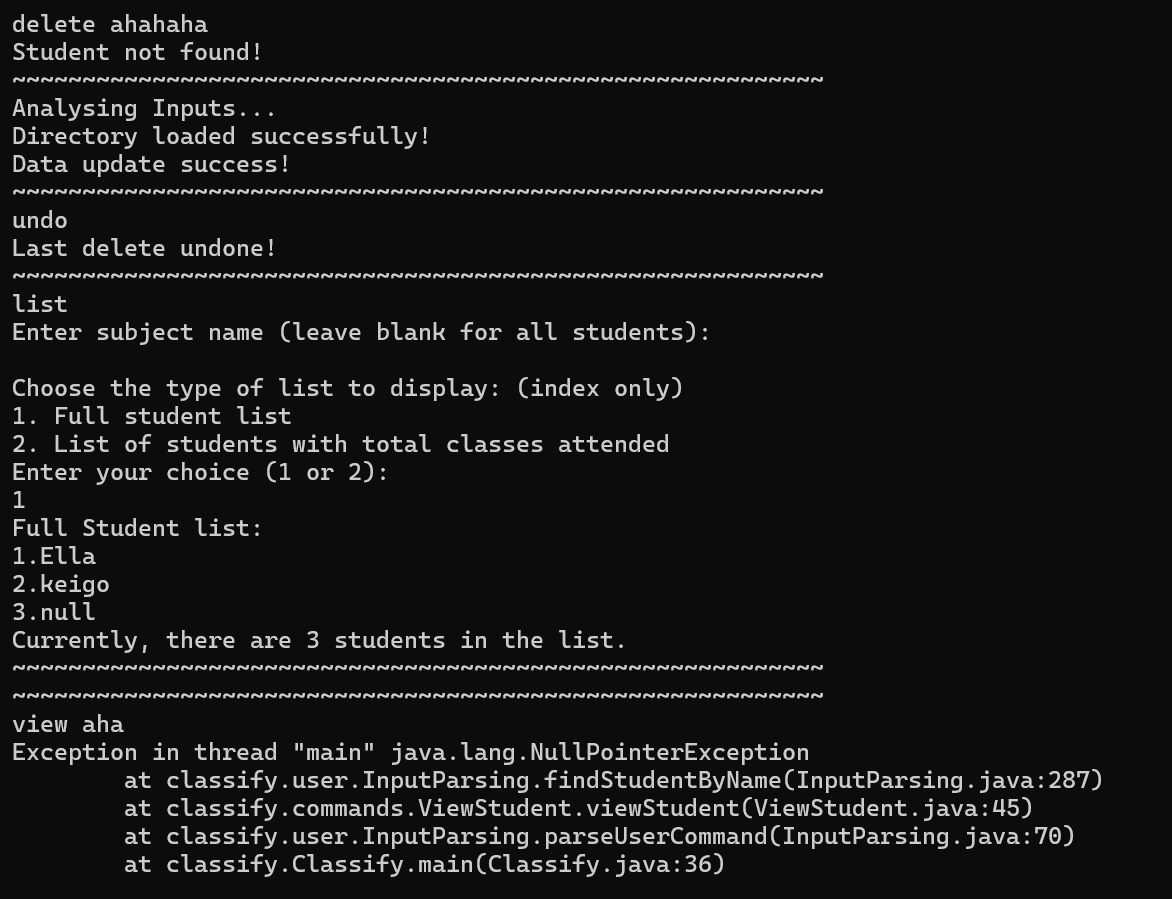 delete ahahaha
Student not found!
~~~~~~~~~~~~~~~~~~~~~~~~~~~~~~~~~~~~~~~~~~~~~~~~~~~~~~~~~~
Analysing Inputs...
Directory loaded successfully!
Data update success!
~~~~~~~~~~~~~~~~~~~~~~~~~~~~~~~~~~~~~~~~~~~~~~~~~~~~~~~~~~
undo
Last delete undone!
~~~~~~~~~~~~~~~~~~~~~~~~~~~~~~~~~~~~~~~~~~~~~~~~~~~~~~~~~~
list
Enter subject name (leave blank for all students):

Choose the type of list to display: (index only)
1. Full student list
2. List of students with total classes attended
Enter your choice (1 or 2):
1
Full Student list:
1.Ella
2.keigo
3.null
Currently, there are 3 students in the list.
~~~~~~~~~~~~~~~~~~~~~~~~~~~~~~~~~~~~~~~~~~~~~~~~~~~~~~~~~~
~~~~~~~~~~~~~~~~~~~~~~~~~~~~~~~~~~~~~~~~~~~~~~~~~~~~~~~~~~
view aha
Exception in thread "main" java.lang.NullPointerException
        at classify.user.InputParsing.findStudentByName(InputParsing.java:287)
        at classify.commands.ViewStudent.viewStudent(ViewStudent.java:45)
        at classify.user.InputParsing.parseUserCommand(InputParsing.java:70)
        at classify.Classify.main(Classify.java:36)